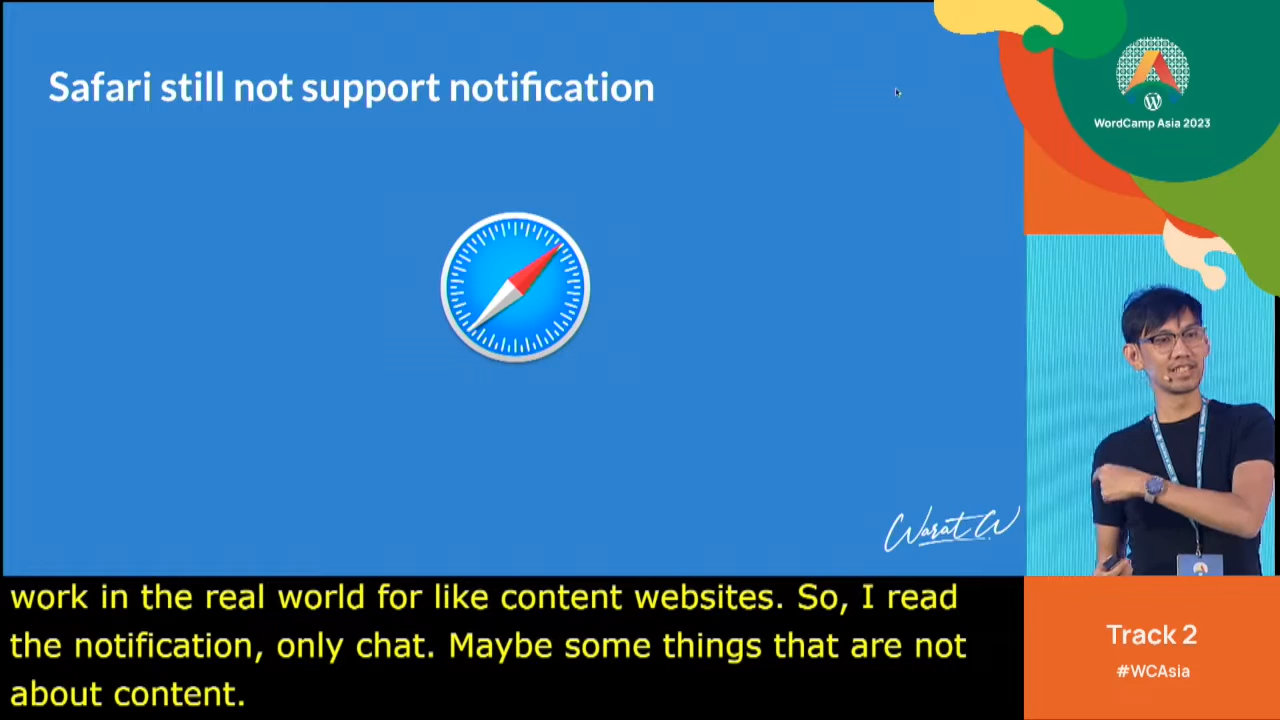 Safari still not support notification
WordCamp Asia 2023
Warat W.
work in the real world for like content websites. So, I read
the notification, only chat. Maybe some things that are not
about content.
Track 2
#WCAsia